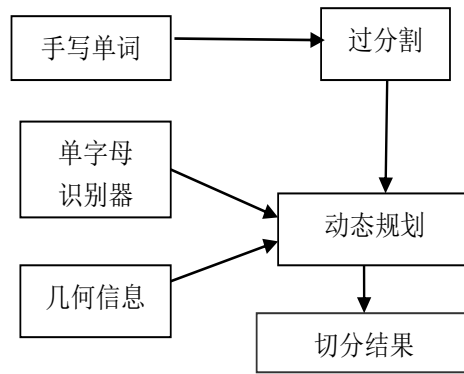 手写单词
过分割
单字母
识别器
动态规划
几何信息
切分结果